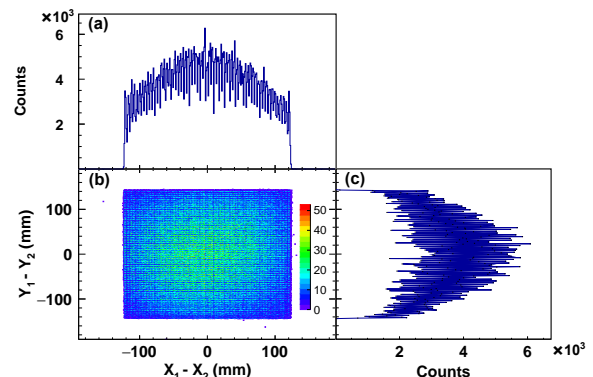 ×10³
(a)
6
4
2
Counts
(b)
(c)
100
0
−100
Y₁ - Y₂ (mm)
50
40
30
20
10
0
−100 0 100
X₁ - X₂ (mm)
2 4 6 ×10³
Counts